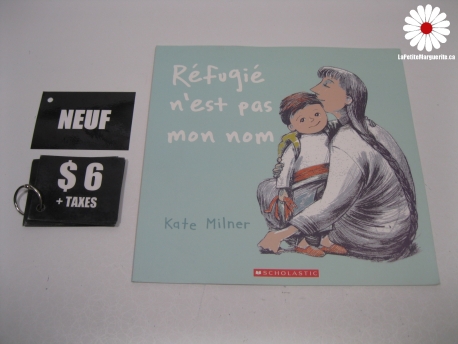 LaPetiteMarguerite.ca
NEUF
$ 6
+ TAXES
Réfugié
n'est pas
mon nom
Kate Milner
SCHOLASTIC